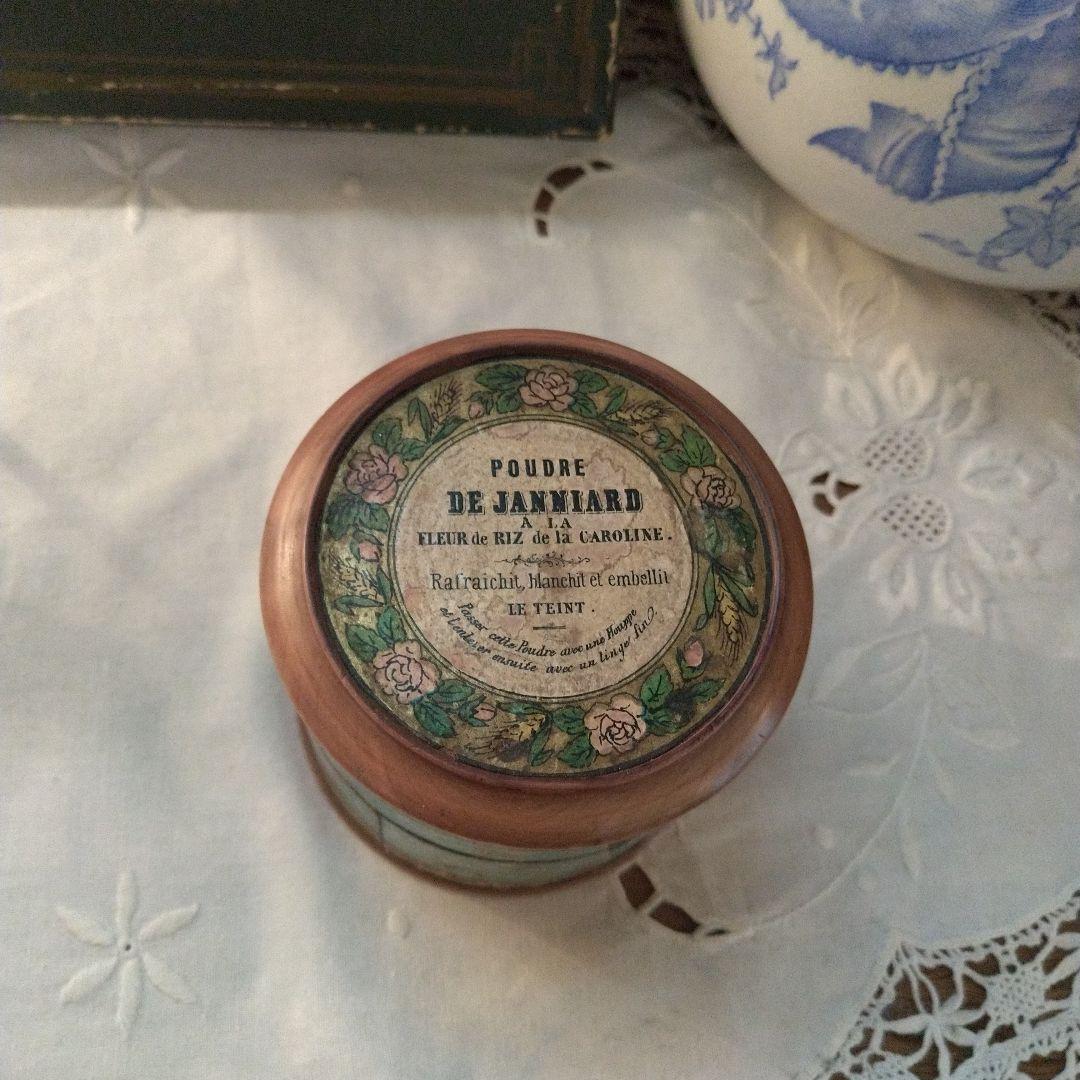 POUDRE
DE JANNIARD
À LA
FLEUR de RIZ de la CAROLINE.
Rafraichit, blanchit et embellit
LE TEINT.
Passer cette Poudre avec une Houppe
et l'enlever ensuite avec un linge fin.